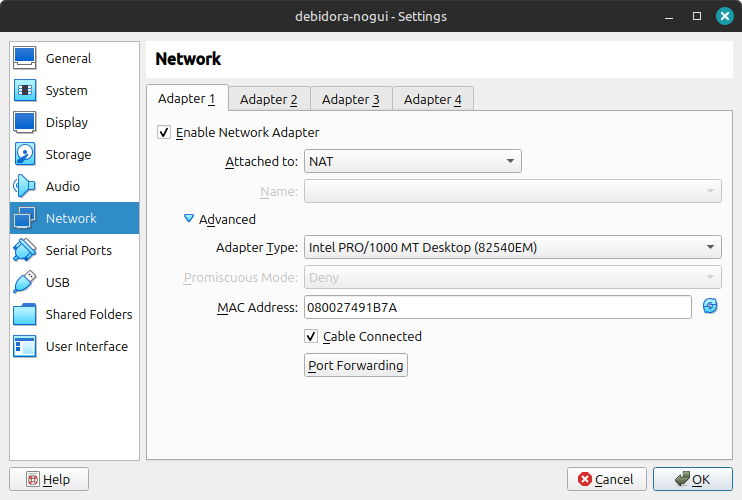 debidora-nogui - Settings
General
System
Display
Storage
Audio
Network
Serial Ports
USB
Shared Folders
User Interface
Network
Adapter 1 Adapter 2 Adapter 3 Adapter 4
Enable Network Adapter
Attached to: NAT
Name:
Advanced
Adapter Type: Intel PRO/1000 MT Desktop (82540EM)
Promiscuous Mode: Deny
MAC Address: 080027491B7A
Cable Connected
Port Forwarding
Help Cancel OK